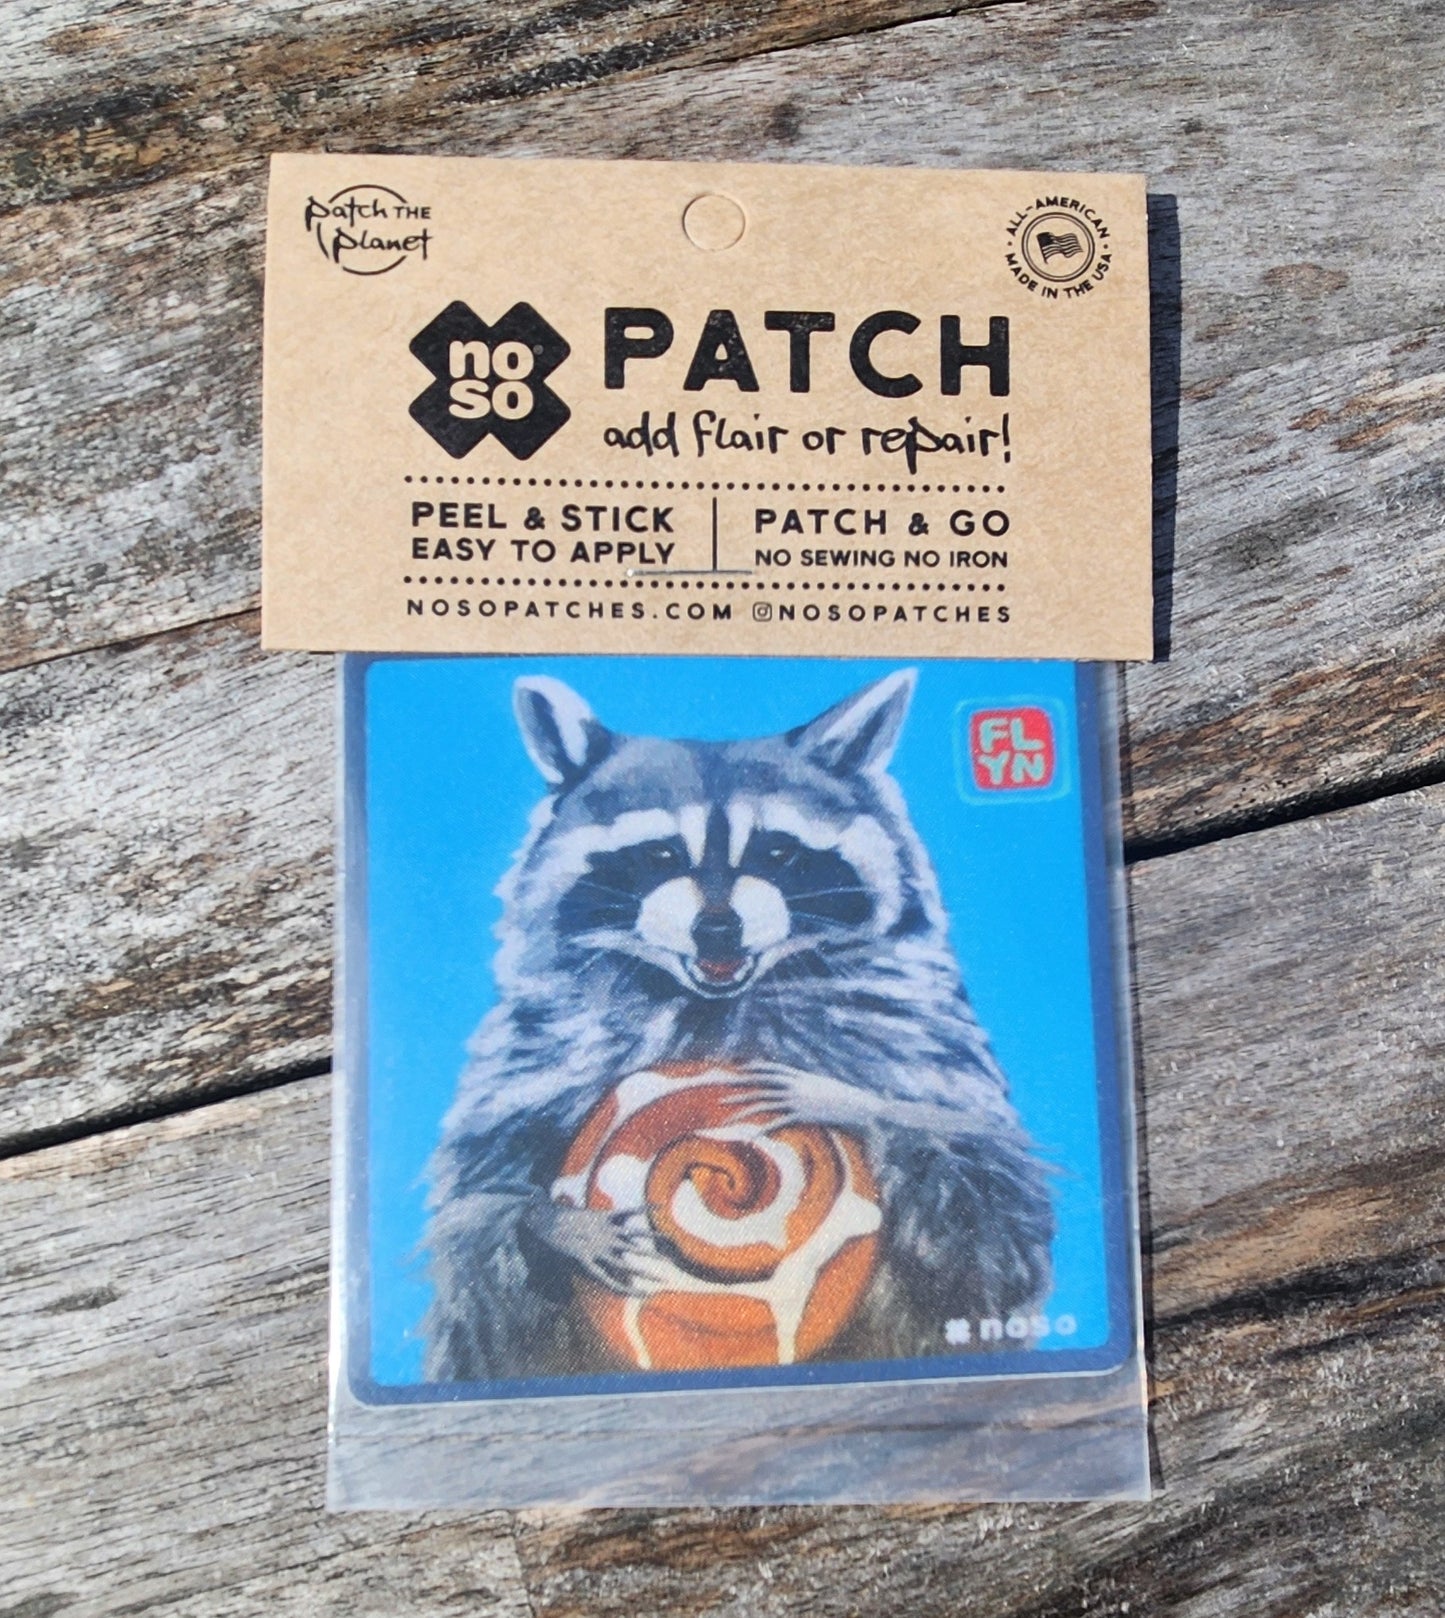 patch THE
planet
ALL-AMERICAN
MADE IN THE USA
no®
so
PATCH
add flair or repair!
PEEL & STICK
EASY TO APPLY
PATCH & GO
NO SEWING NO IRON
NOSOPATCHES.COM
NOSOPATCHES
FL
YN
noso